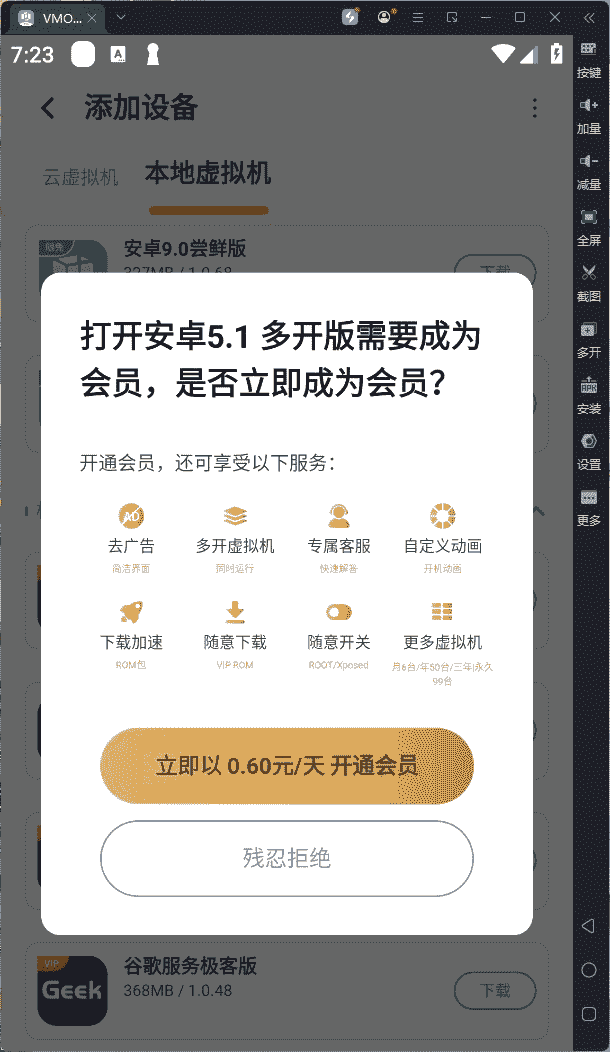 VMO...
7:23
添加设备
云虚拟机
本地虚拟机
安卓9.0尝鲜版
327MB / 1.0.68
下载
打开安卓5.1 多开版需要成为
会员，是否立即成为会员？
开通会员，还可享受以下服务：
AD
去广告
多开虚拟机
专属客服
自定义动画
简洁界面
同时运行
快速解答
开机动画
下载加速
随意下载
随意开关
更多虚拟机
ROM包
VIP ROM
ROOT/Xposed
月6台/年50台/三年|永久
99台
立即以 0.60元/天 开通会员
残忍拒绝
VIP
Geek
谷歌服务极客版
368MB / 1.0.48
下载
按键
加量
减量
全屏
截图
多开
APK
安装
设置
更多